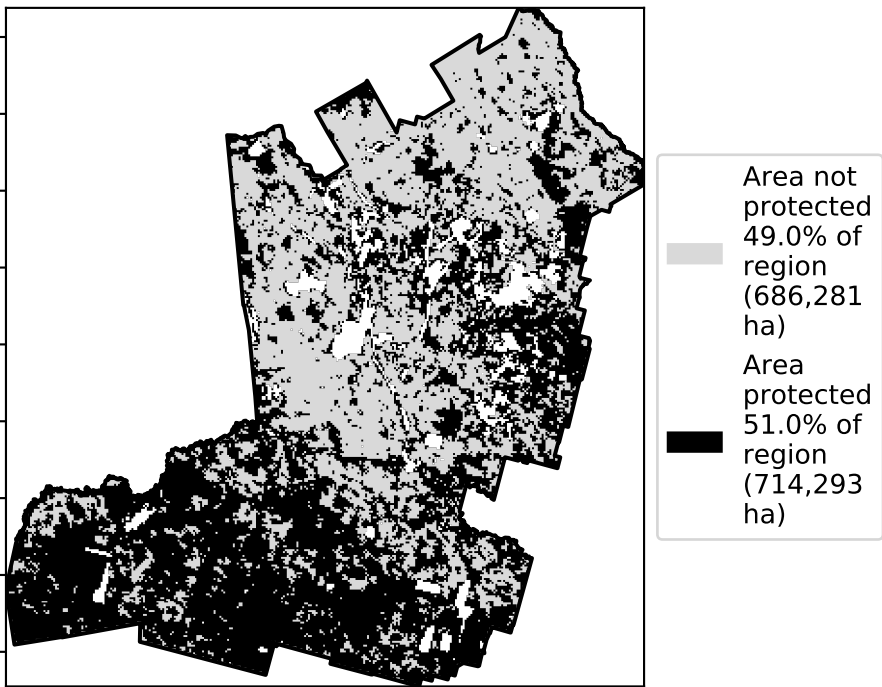 Area not
protected
49.0% of
region
(686,281
ha)
Area
protected
51.0% of
region
(714,293
ha)